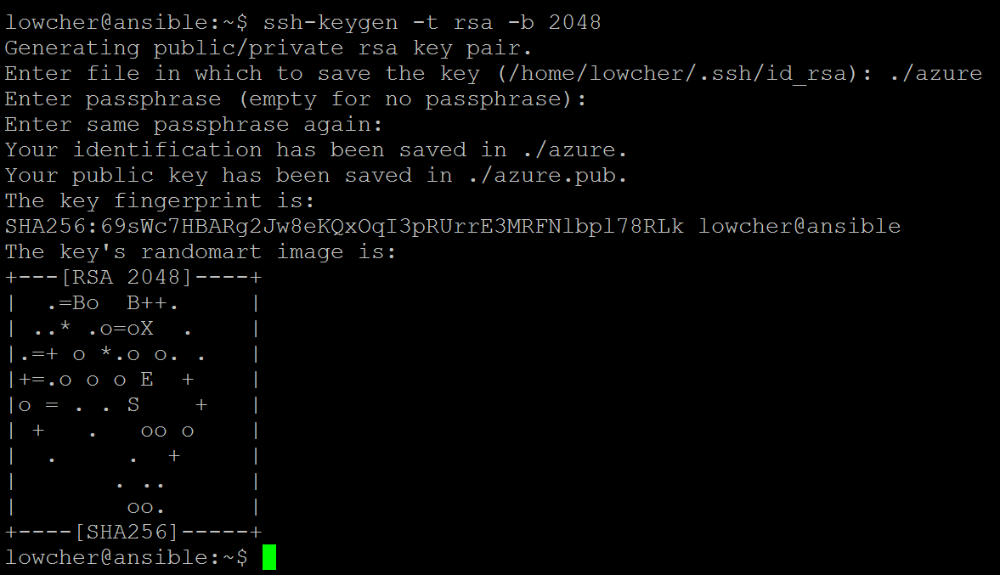 lowcher@ansible:~$ ssh-keygen -t rsa -b 2048
Generating public/private rsa key pair.
Enter file in which to save the key (/home/lowcher/.ssh/id_rsa): ./azure
Enter passphrase (empty for no passphrase):
Enter same passphrase again:
Your identification has been saved in ./azure.
Your public key has been saved in ./azure.pub.
The key fingerprint is:
SHA256:69sWc7HBARg2Jw8eKQxOqI3pRUrrE3MRFNlbpl78RLk lowcher@ansible
The key's randomart image is:
+---[RSA 2048]----+
|  .=Bo  B++.     |
| ..* .o=oX  .    |
|.=+ o *.o o. .   |
|+=.o o o E  +    |
|o = . . S    +   |
| +   .   oo o    |
|  .     .  +     |
|       . ..      |
|        oo.      |
+----[SHA256]-----+
lowcher@ansible:~$